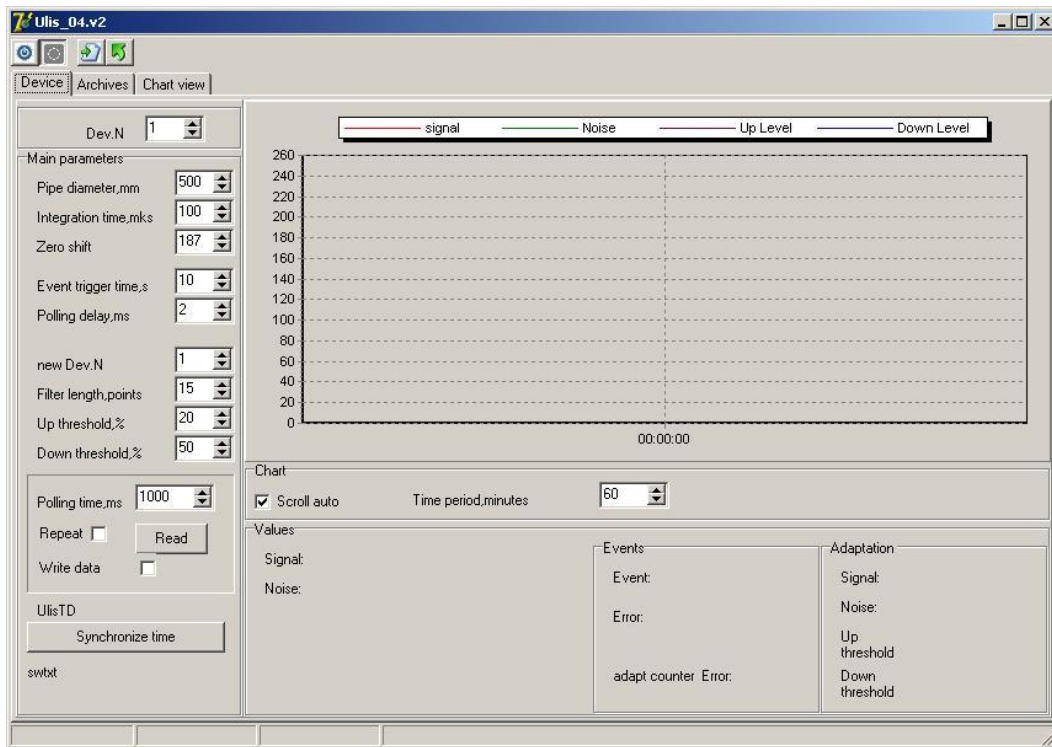 Ulis_04.v2
Device Archives Chart view
Dev.N 1
Main parameters
Pipe diameter,mm 500
Integration time,mks 100
Zero shift 187
Event trigger time,s 10
Polling delay,ms 2
new Dev.N 1
Filter length,points 15
Up threshold,% 20
Down threshold,% 50
Polling time,ms 1000
Repeat Read
Write data
UlisTD
Synchronize time
swtxt
signal Noise Up Level Down Level
260
240
220
200
180
160
140
120
100
80
60
40
20
0
00:00:00
Chart
Scroll auto Time period,minutes 60
Values
Signal:
Noise:
Events
Event:
Error:
adapt counter Error:
Adaptation
Signal:
Noise:
Up
threshold
Down
threshold